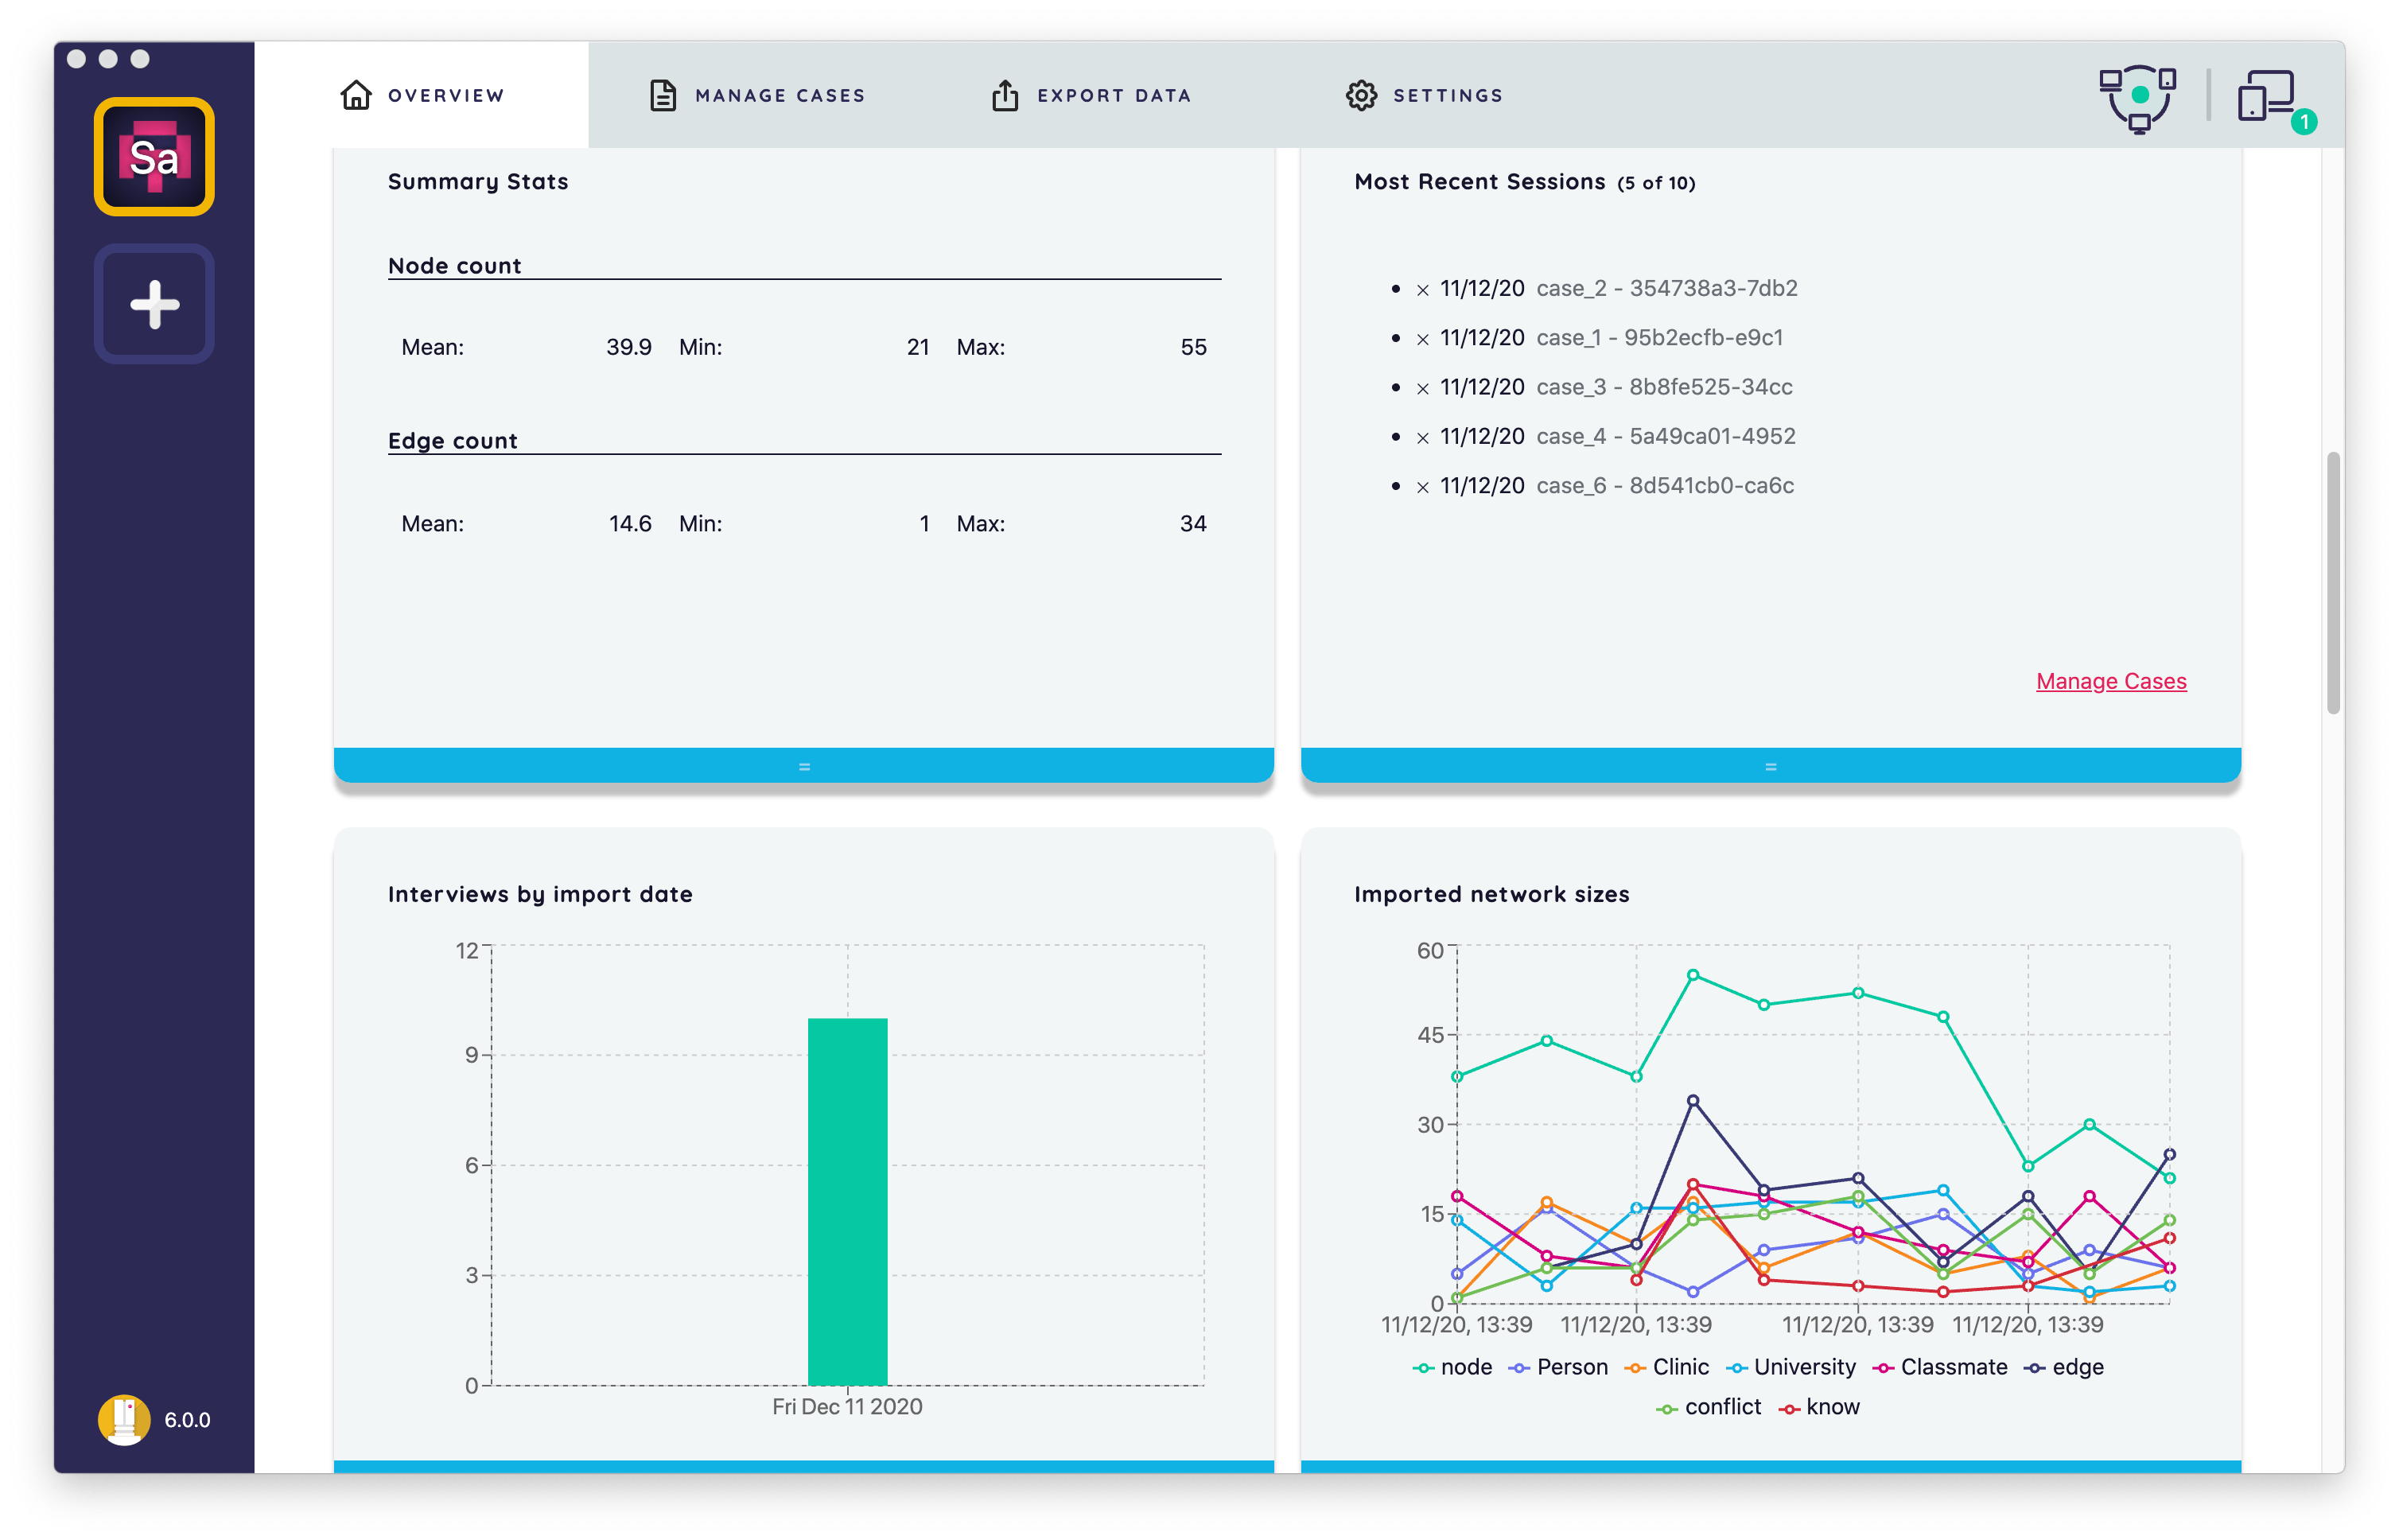 Sa
OVERVIEW
MANAGE CASES
EXPORT DATA
SETTINGS
1
Summary Stats
Node count
Mean: 39.9 Min: 21 Max: 55
Edge count
Mean: 14.6 Min: 1 Max: 34
Most Recent Sessions (5 of 10)
• × 11/12/20 case_2 - 354738a3-7db2
• × 11/12/20 case_1 - 95b2ecfb-e9c1
• × 11/12/20 case_3 - 8b8fe525-34cc
• × 11/12/20 case_4 - 5a49ca01-4952
• × 11/12/20 case_6 - 8d541cb0-ca6c
Manage Cases
=
=
Interviews by import date
12
9
6
3
0
Fri Dec 11 2020
Imported network sizes
60
45
30
15
0
11/12/20, 13:39 11/12/20, 13:39 11/12/20, 13:39 11/12/20, 13:39
node Person Clinic University Classmate edge
conflict know
6.0.0